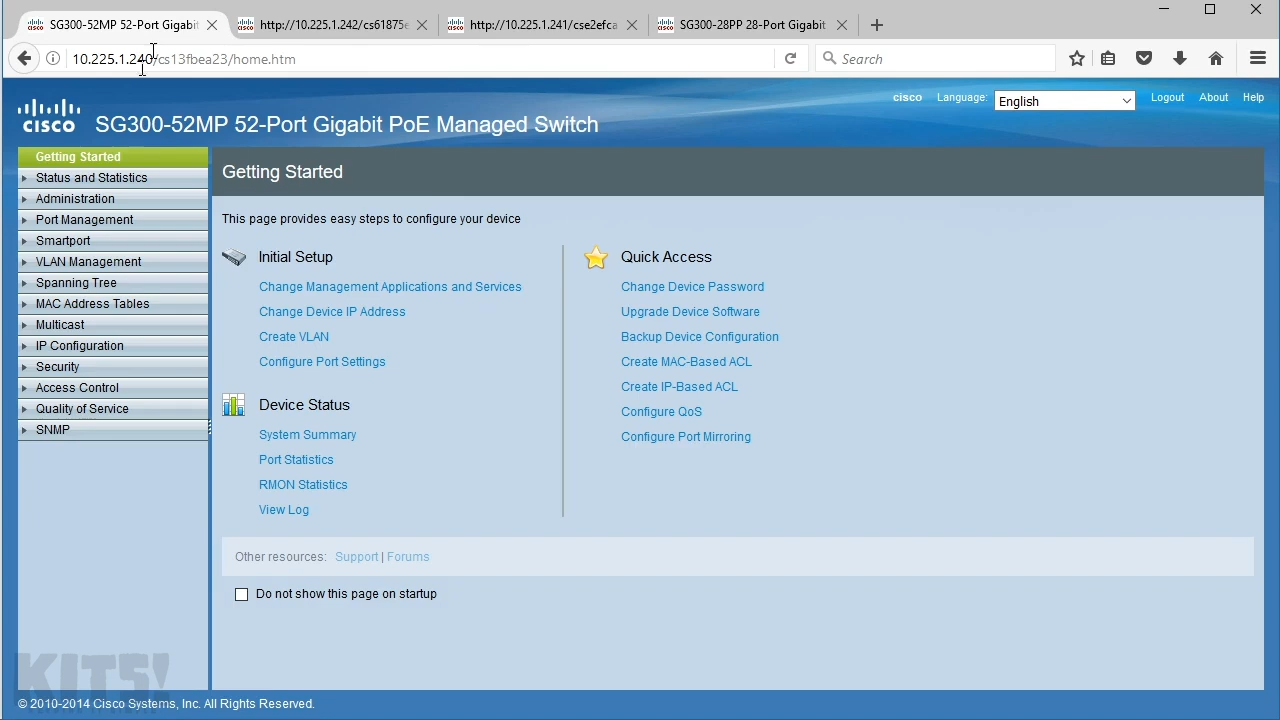 SG300-52MP 52-Port Gigabit
http://10.225.1.242/cs61875e
http://10.225.1.241/cse2efca
SG300-28PP 28-Port Gigabit
10.225.1.240/cs13fbea23/home.htm
Search
cisco
Language:
English
Logout
About
Help
CISCO
SG300-52MP 52-Port Gigabit PoE Managed Switch
Getting Started
Status and Statistics
Administration
Port Management
Smartport
VLAN Management
Spanning Tree
MAC Address Tables
Multicast
IP Configuration
Security
Access Control
Quality of Service
SNMP
Getting Started
This page provides easy steps to configure your device
Initial Setup
Change Management Applications and Services
Change Device IP Address
Create VLAN
Configure Port Settings
Device Status
System Summary
Port Statistics
RMON Statistics
View Log
Quick Access
Change Device Password
Upgrade Device Software
Backup Device Configuration
Create MAC-Based ACL
Create IP-Based ACL
Configure QoS
Configure Port Mirroring
Other resources: Support | Forums
Do not show this page on startup
KITS!
© 2010-2014 Cisco Systems, Inc. All Rights Reserved.